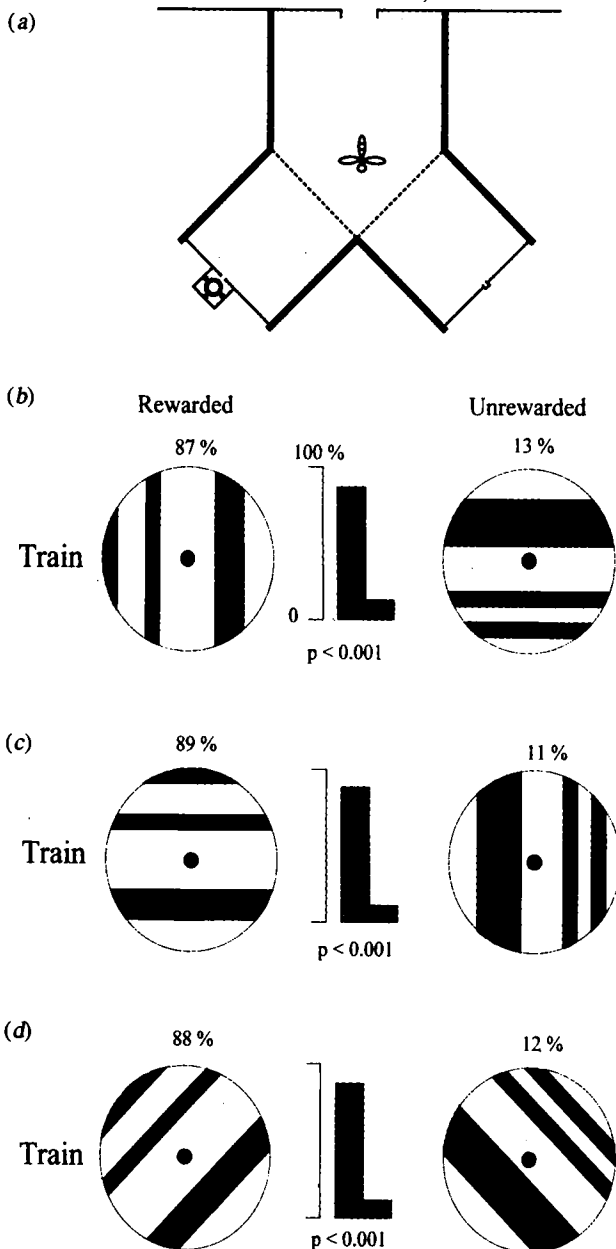 (a)
(b)
Rewarded
Unrewarded
87 %
100 %
13 %
Train
0
p < 0.001
(c)
89 %
11 %
Train
p < 0.001
(d)
88 %
12 %
Train
p < 0.001